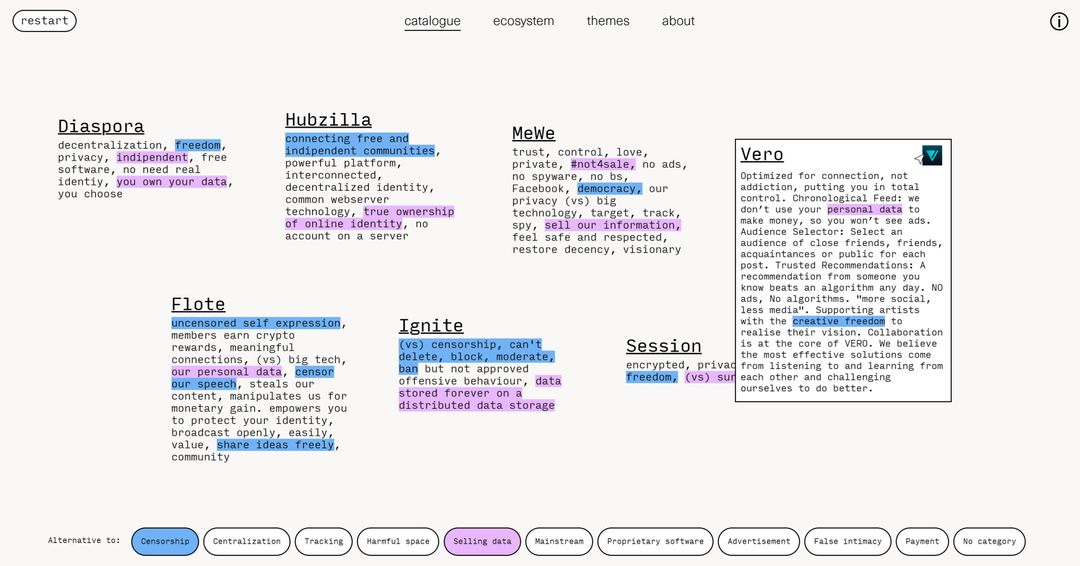 restart
catalogue
ecosystem
themes
about
i
Diaspora
decentralization, freedom,
privacy, indipendent, free
software, no need real
identiy, you own your data,
you choose
Hubzilla
connecting free and
indipendent communities,
powerful platform,
interconnected,
decentralized identity,
common webserver
technology, true ownership
of online identity, no
account on a server
MeWe
trust, control, love,
private, #not4sale, no ads,
no spyware, no bs,
Facebook, democracy, our
privacy (vs) big
technology, target, track,
spy, sell our information,
feel safe and respected,
restore decency, visionary
Vero
Optimized for connection, not
addiction, putting you in total
control. Chronological Feed: we
don’t use your personal data to
make money, so you won’t see ads.
Audience Selector: Select an
audience of close friends, friends,
acquaintances or public for each
post. Trusted Recommendations: A
recommendation from someone you
know beats an algorithm any day. NO
ads, No algorithms. "more social,
less media". Supporting artists
with the creative freedom to
realise their vision. Collaboration
is at the core of VERO. We believe
the most effective solutions come
from listening to and learning from
each other and challenging
ourselves to do better.
Flote
uncensored self expression,
members earn crypto
rewards, meaningful
connections, (vs) big tech,
our personal data, censor
our speech, steals our
content, manipulates us for
monetary gain. empowers you
to protect your identity,
broadcast openly, easily,
value, share ideas freely,
community
Ignite
(vs) censorship, can't
delete, block, moderate,
ban but not approved
offensive behaviour, data
stored forever on a
distributed data storage
Session
encrypted,
freedom, (vs)
Alternative to:
Censorship
Centralization
Tracking
Harmful space
Selling data
Mainstream
Proprietary software
Advertisement
False intimacy
Payment
No category